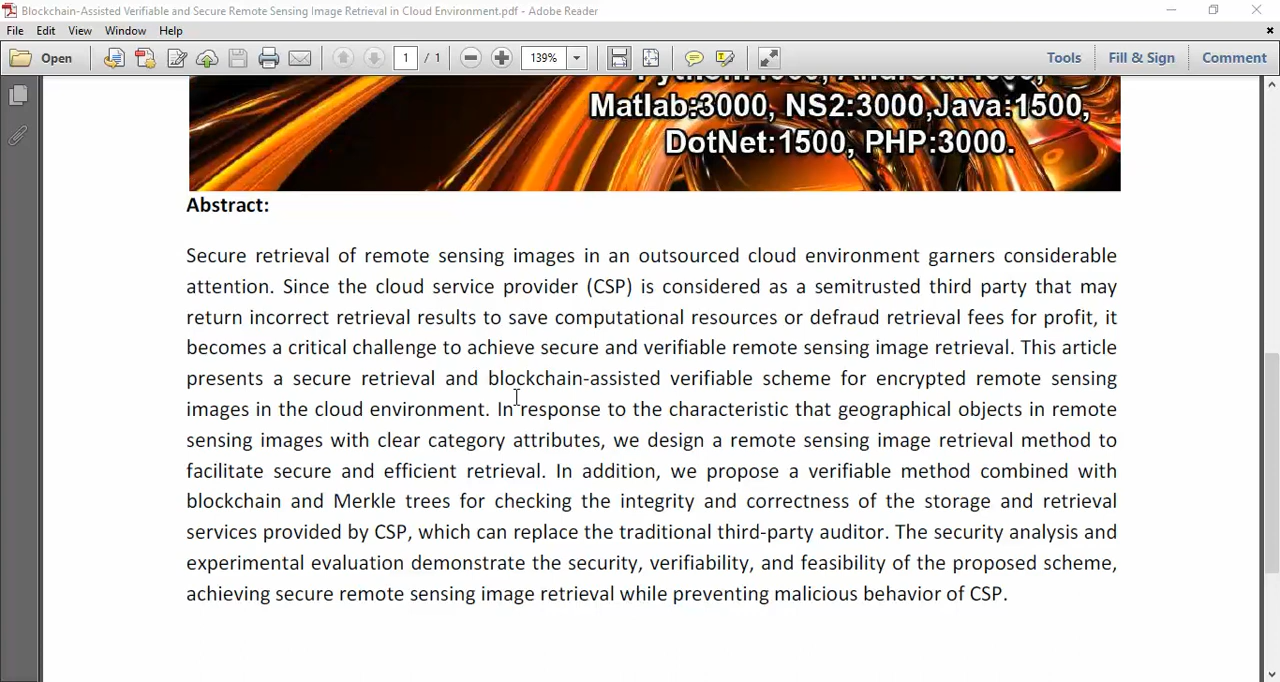 Blockchain-Assisted Verifiable and Secure Remote Sensing Image Retrieval in Cloud Environment.pdf - Adobe Reader
File Edit View Window Help
Open 1 / 1 139% Tools Fill & Sign Comment
Matlab:3000, NS2:3000,Java:1500,
DotNet:1500, PHP:3000.
Abstract:
Secure retrieval of remote sensing images in an outsourced cloud environment garners considerable
attention. Since the cloud service provider (CSP) is considered as a semitrusted third party that may
return incorrect retrieval results to save computational resources or defraud retrieval fees for profit, it
becomes a critical challenge to achieve secure and verifiable remote sensing image retrieval. This article
presents a secure retrieval and blockchain-assisted verifiable scheme for encrypted remote sensing
images in the cloud environment. In response to the characteristic that geographical objects in remote
sensing images with clear category attributes, we design a remote sensing image retrieval method to
facilitate secure and efficient retrieval. In addition, we propose a verifiable method combined with
blockchain and Merkle trees for checking the integrity and correctness of the storage and retrieval
services provided by CSP, which can replace the traditional third-party auditor. The security analysis and
experimental evaluation demonstrate the security, verifiability, and feasibility of the proposed scheme,
achieving secure remote sensing image retrieval while preventing malicious behavior of CSP.